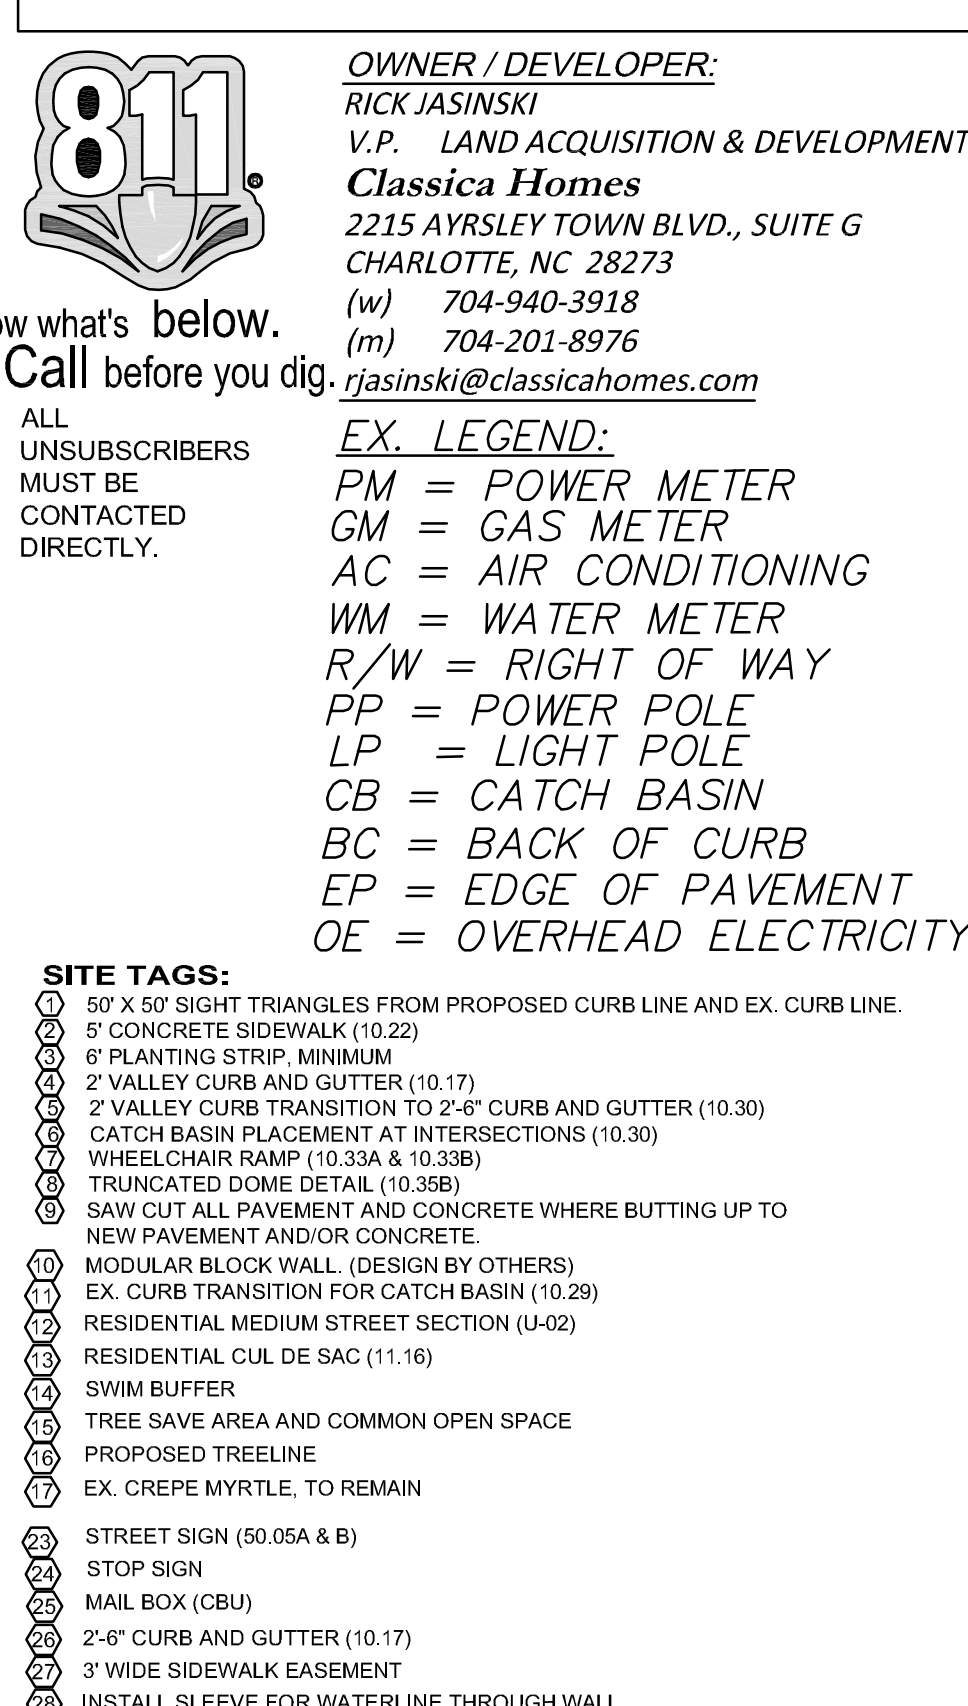 811®
ow what's below.
Call before you dig.
ALL
UNSUBSCRIBERS
MUST BE
CONTACTED
DIRECTLY.
OWNER / DEVELOPER:
RICK JASINSKI
V.P. LAND ACQUISITION & DEVELOPMENT
Classica Homes
2215 AYRSLEY TOWN BLVD., SUITE G
CHARLOTTE, NC 28273
(w) 704-940-3918
(m) 704-201-8976
rjasinski@classicahomes.com
EX. LEGEND:
PM = POWER METER
GM = GAS METER
AC = AIR CONDITIONING
WM = WATER METER
R/W = RIGHT OF WAY
PP = POWER POLE
LP = LIGHT POLE
CB = CATCH BASIN
BC = BACK OF CURB
EP = EDGE OF PAVEMENT
OE = OVERHEAD ELECTRICITY
SITE TAGS:
1 50' X 50' SIGHT TRIANGLES FROM PROPOSED CURB LINE AND EX. CURB LINE.
2 5' CONCRETE SIDEWALK (10.22)
3 6' PLANTING STRIP, MINIMUM
4 2' VALLEY CURB AND GUTTER (10.17)
5 2' VALLEY CURB TRANSITION TO 2'-6" CURB AND GUTTER (10.30)
6 CATCH BASIN PLACEMENT AT INTERSECTIONS (10.30)
7 WHEELCHAIR RAMP (10.33A & 10.33B)
8 TRUNCATED DOME DETAIL (10.35B)
9 SAW CUT ALL PAVEMENT AND CONCRETE WHERE BUTTING UP TO
NEW PAVEMENT AND/OR CONCRETE.
10 MODULAR BLOCK WALL. (DESIGN BY OTHERS)
11 EX. CURB TRANSITION FOR CATCH BASIN (10.29)
12 RESIDENTIAL MEDIUM STREET SECTION (U-02)
13 RESIDENTIAL CUL DE SAC (11.16)
14 SWIM BUFFER
15 TREE SAVE AREA AND COMMON OPEN SPACE
16 PROPOSED TREELINE
17 EX. CREPE MYRTLE, TO REMAIN
23 STREET SIGN (50.05A & B)
24 STOP SIGN
25 MAIL BOX (CBU)
26 2'-6" CURB AND GUTTER (10.17)
27 3' WIDE SIDEWALK EASEMENT
28 INSTALL SLEEVE FOR WATERLINE THROUGH WALL